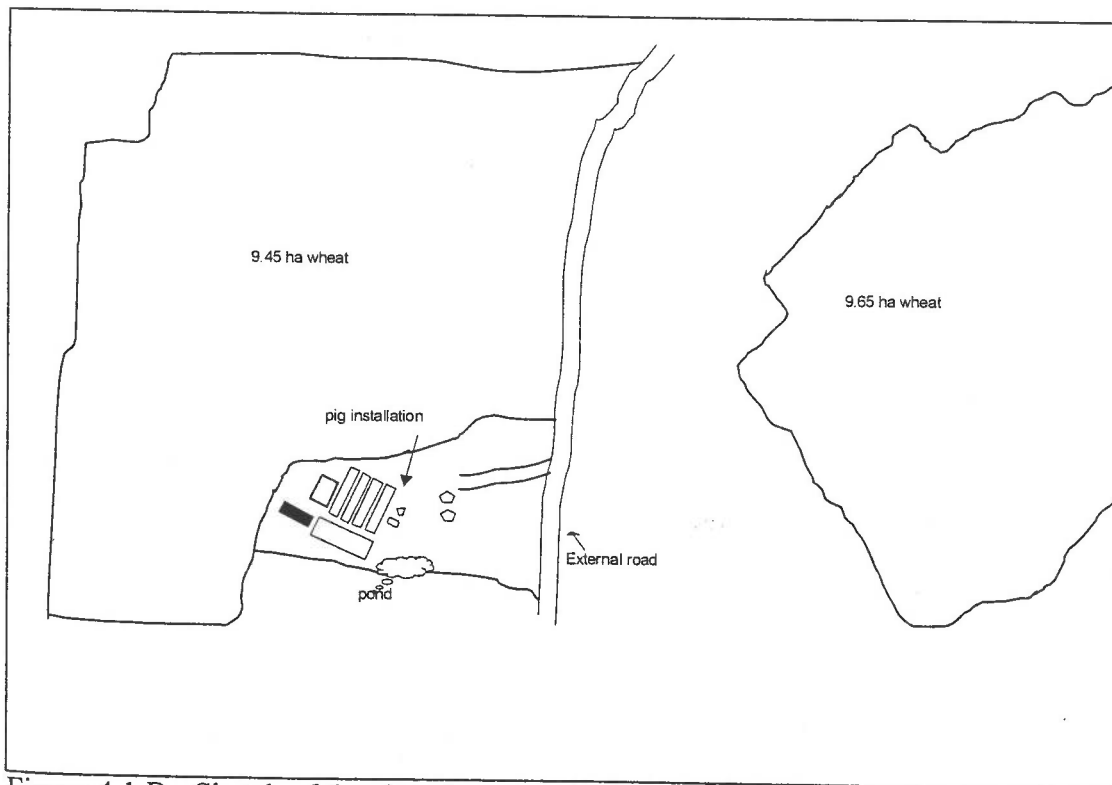 9.45 ha wheat
9.65 ha wheat
pig installation
External road
pond